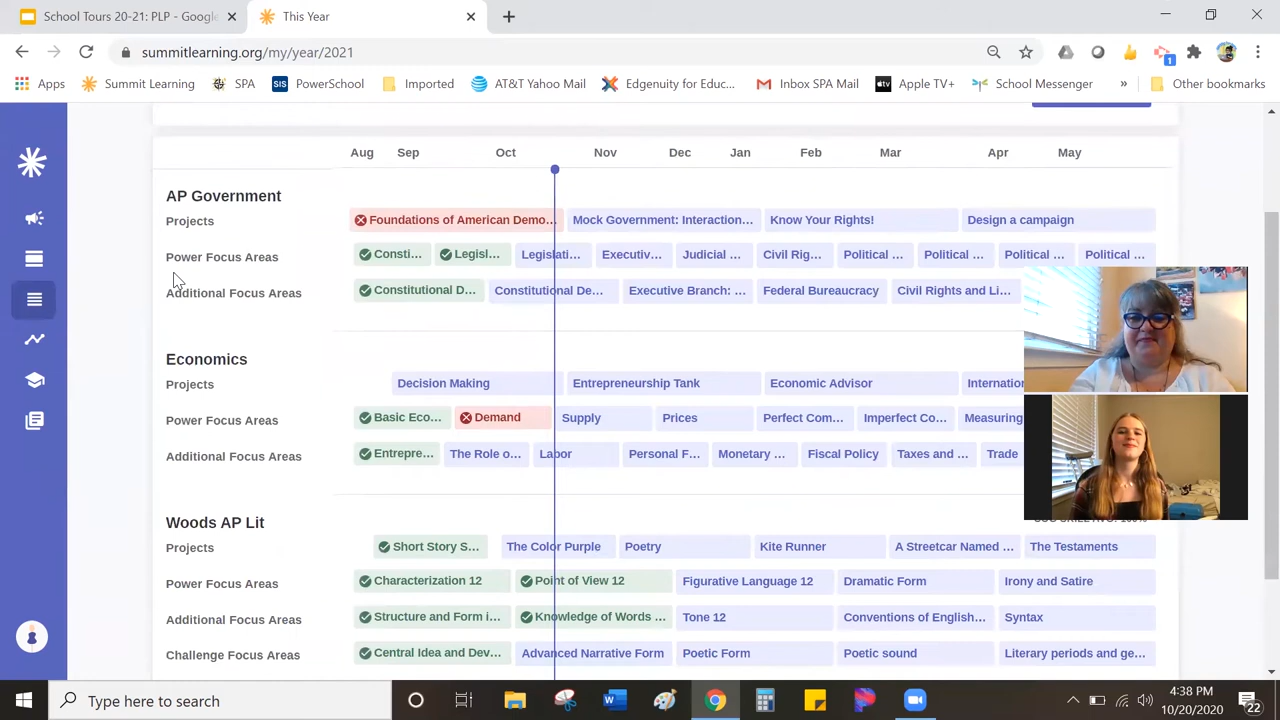 School Tours 20-21: PLP - Goog
This Year
summitlearning.org/my/year/2021
1
Apps
Summit Learning
SPA
SIS
PowerSchool
Imported
AT&T Yahoo Mail
Edgenuity for Educ...
Inbox SPA Mail
Apple TV+
School Messenger
»
Other bookmarks
Aug Sep Oct Nov Dec Jan Feb Mar Apr May
AP Government
Projects
Foundations of American Demo... Mock Government: Interaction... Know Your Rights! Design a campaign
Power Focus Areas
Consti... Legisl... Legislati... Executiv... Judicial ... Civil Rig... Political ... Political ... Political ... Political ...
Additional Focus Areas
Constitutional D... Constitutional De... Executive Branch: ... Federal Bureaucracy Civil Rights and Li...
Economics
Projects
Decision Making Entrepreneurship Tank Economic Advisor Internatio
Power Focus Areas
Basic Eco... Demand Supply Prices Perfect Com... Imperfect Co... Measuring
Additional Focus Areas
Entrepre... The Role o... Labor Personal F... Monetary ... Fiscal Policy Taxes and ... Trade
Woods AP Lit
Projects
Short Story S... The Color Purple Poetry Kite Runner A Streetcar Named ... The Testaments
Power Focus Areas
Characterization 12 Point of View 12 Figurative Language 12 Dramatic Form Irony and Satire
Additional Focus Areas
Structure and Form i... Knowledge of Words ... Tone 12 Conventions of English... Syntax
Challenge Focus Areas
Central Idea and Dev... Advanced Narrative Form Poetic Form Poetic sound Literary periods and ge...
Type here to search
4:38 PM
10/20/2020
22